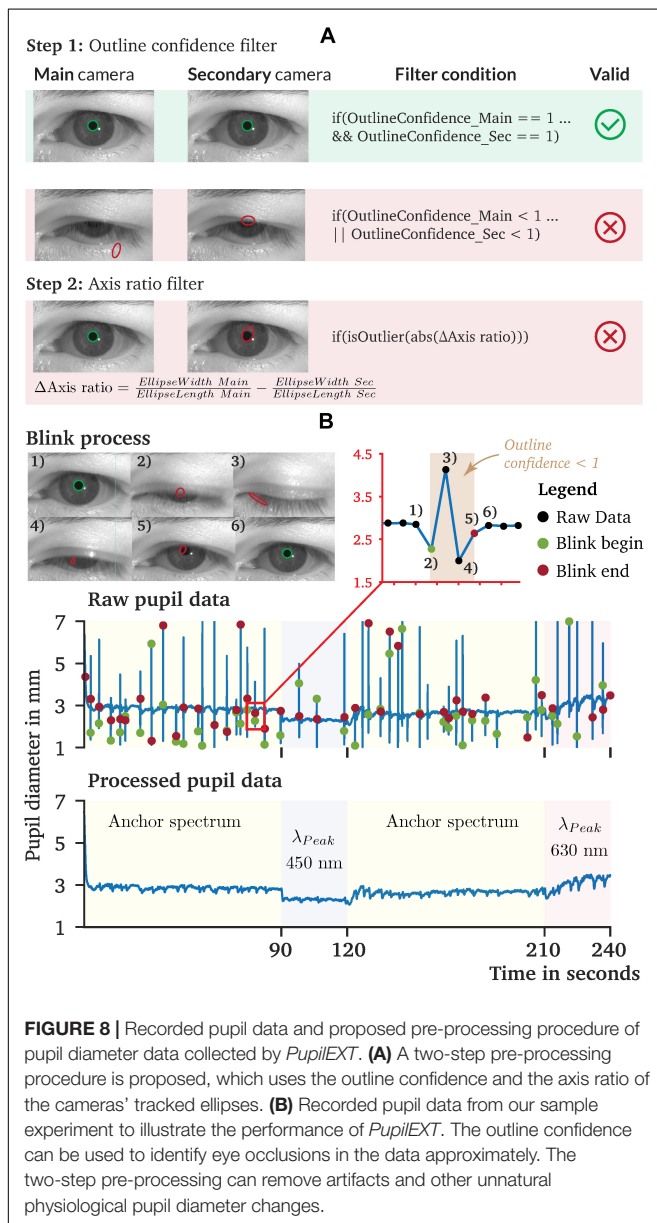 A
Step 1: Outline confidence filter
Main camera Secondary camera Filter condition Valid
if(OutlineConfidence_Main == 1 ...
&& OutlineConfidence_Sec == 1)
if(OutlineConfidence_Main < 1 ...
|| OutlineConfidence_Sec < 1)
Step 2: Axis ratio filter
if(isOutlier(abs(ΔAxis ratio)))
ΔAxis ratio = EllipseWidth Main / EllipseLength Main − EllipseWidth Sec / EllipseLength Sec
B
Blink process
1) 2) 3)
4) 5) 6)
4.5
3.5
2.5
1.5
1) 2) 3) 4) 5) 6)
Outline
confidence < 1
Legend
Raw Data
Blink begin
Blink end
Raw pupil data
7
5
3
1
Pupil diameter in mm
Processed pupil data
7
5
3
1
Anchor spectrum
λPeak
450 nm
Anchor spectrum
λPeak
630 nm
90 120 210 240
Time in seconds
FIGURE 8 | Recorded pupil data and proposed pre-processing procedure of
pupil diameter data collected by PupilEXT. (A) A two-step pre-processing
procedure is proposed, which uses the outline confidence and the axis ratio of
the cameras' tracked ellipses. (B) Recorded pupil data from our sample
experiment to illustrate the performance of PupilEXT. The outline confidence
can be used to identify eye occlusions in the data approximately. The
two-step pre-processing can remove artifacts and other unnatural
physiological pupil diameter changes.